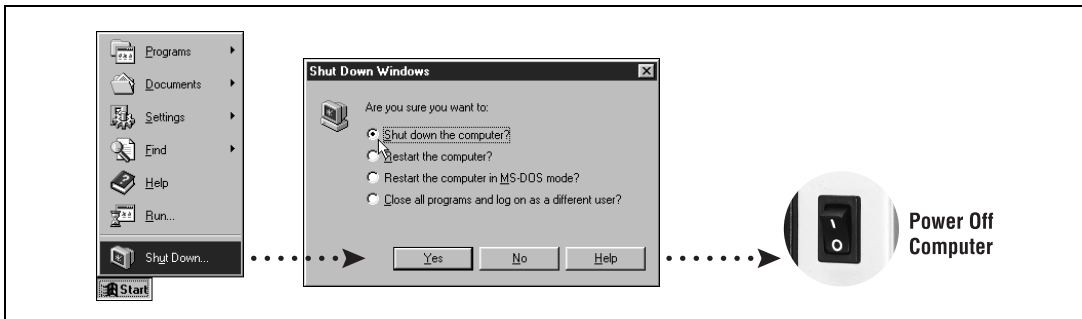 Programs
Documents
Settings
Find
Help
Run...
Shut Down...
Start
Shut Down Windows
Are you sure you want to:
Shut down the computer?
Restart the computer?
Restart the computer in MS-DOS mode?
Close all programs and log on as a different user?
Yes
No
Help
Power Off
Computer